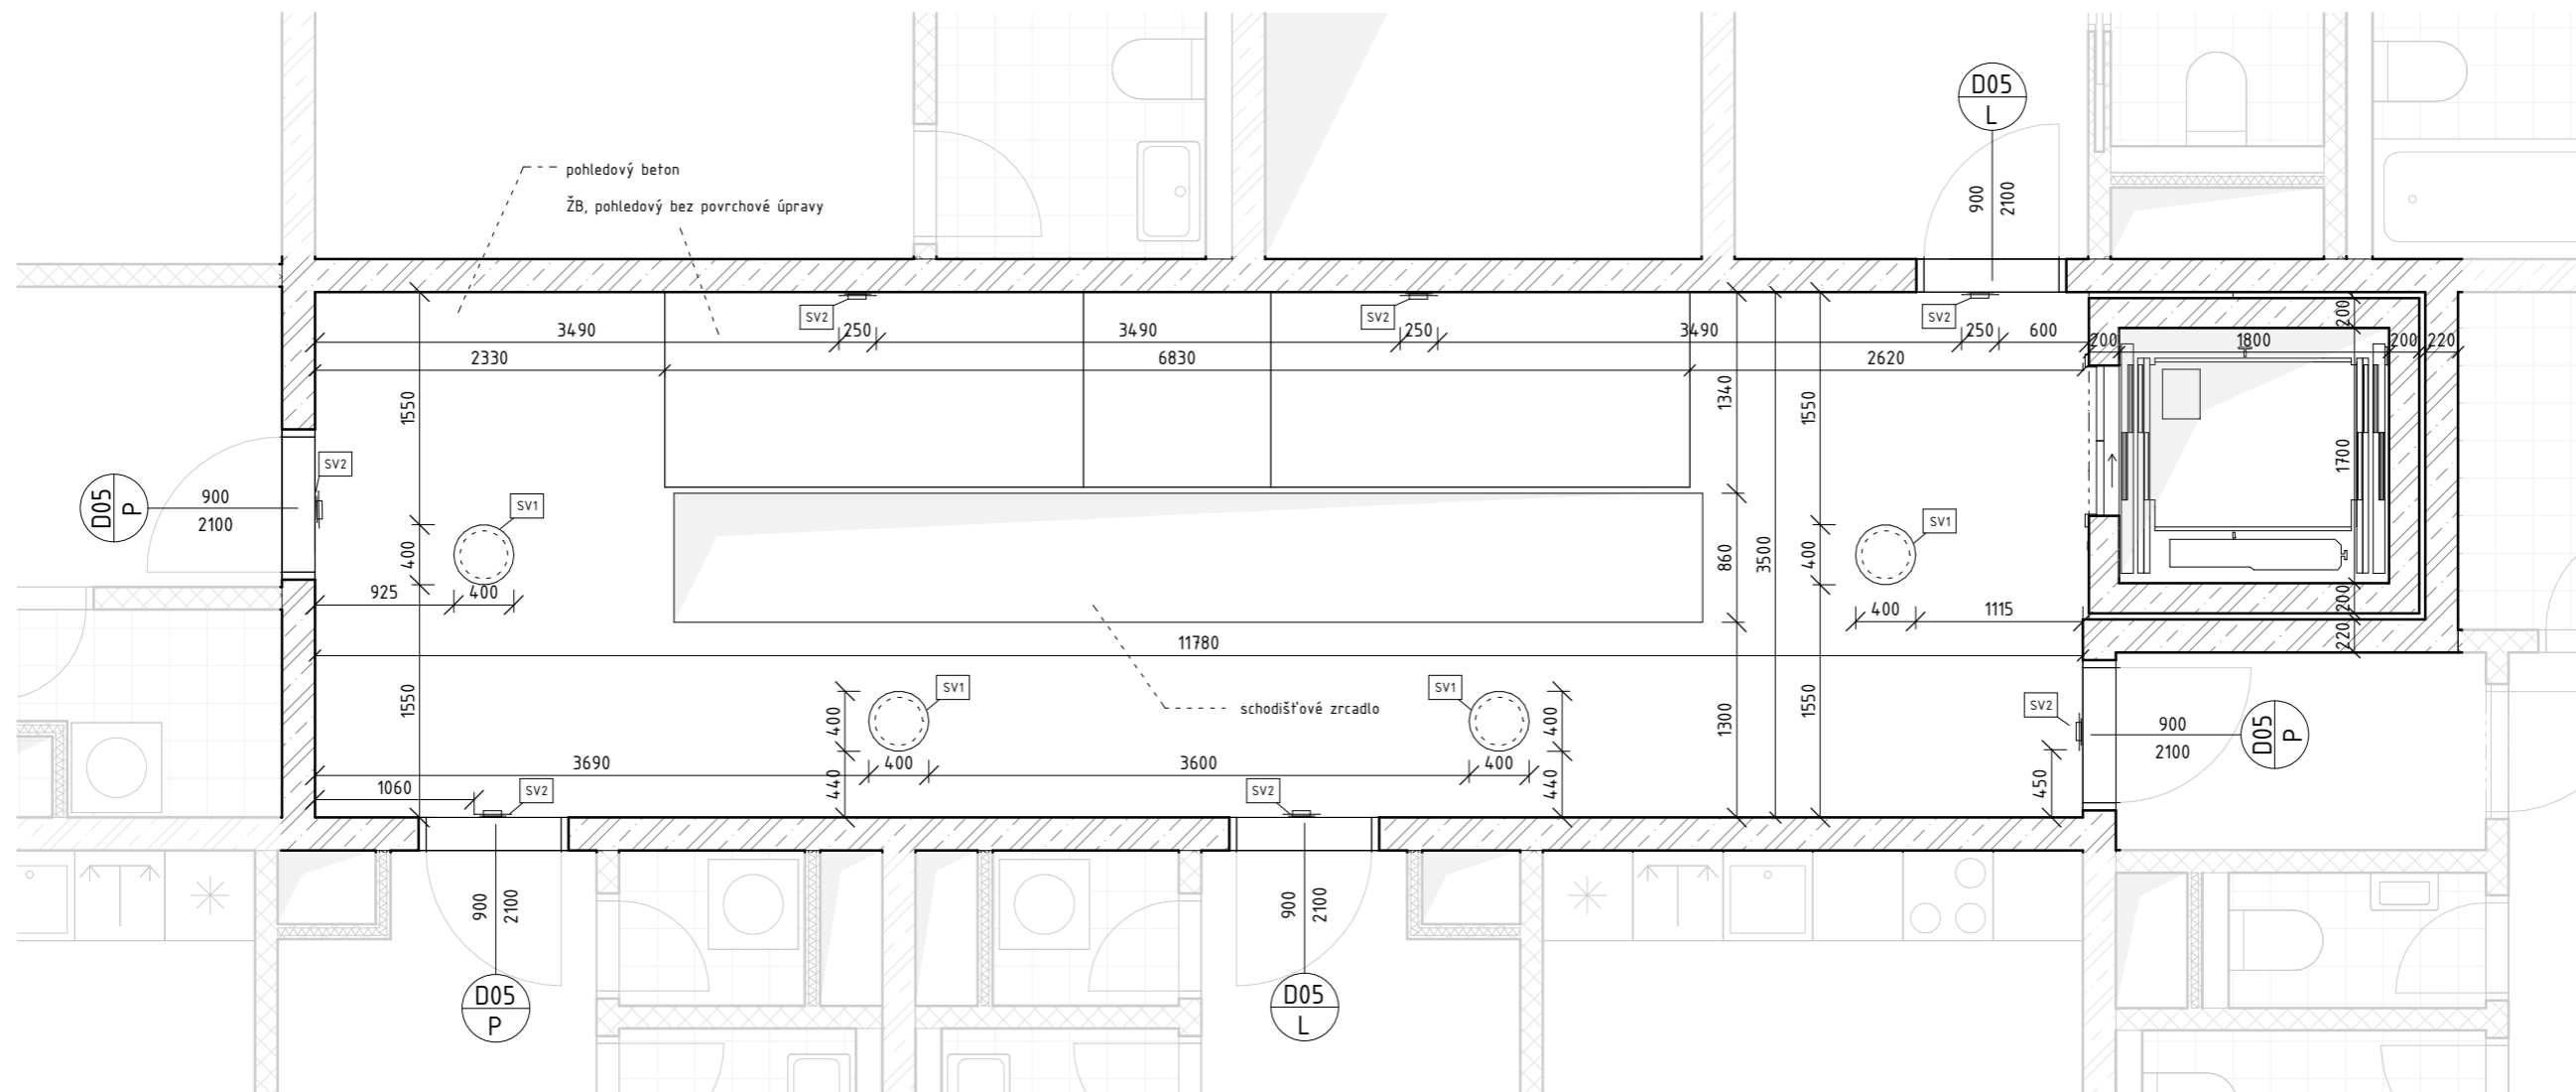 D05
L
900
2100
pohledový beton
ŽB, pohledový bez povrchové úpravy
SV2
SV2
SV2
3490
250
3490
250
3490
250
600
200
1800
200
220
200
2330
6830
2620
1550
1340
1550
1700
SV2
D05
P
900
2100
SV1
SV1
400
860
3500
400
925
400
400
1115
200
220
11780
1550
SV1
SV1
schodišťové zrcadlo
1300
1550
SV2
D05
P
900
2100
400
400
3690
400
3600
400
440
440
450
1060
SV2
SV2
900
2100
900
2100
D05
P
D05
L